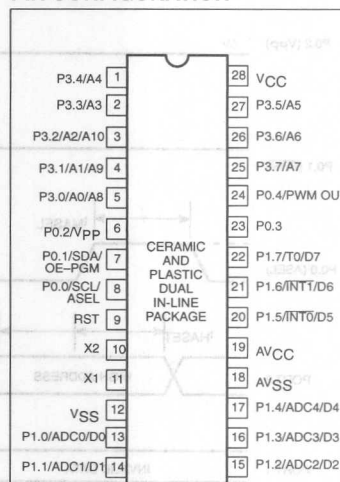 P3.4/A4 1
P3.3/A3 2
P3.2/A2/A10 3
P3.1/A1/A9 4
P3.0/A0/A8 5
P0.2/VPP 6
P0.1/SDA/
OE–PGM 7
P0.0/SCL/
ASEL 8
RST 9
X2 10
X1 11
VSS 12
P1.0/ADC0/D0 13
P1.1/ADC1/D1 14
CERAMIC
AND
PLASTIC
DUAL
IN-LINE
PACKAGE
28 VCC
27 P3.5/A5
26 P3.6/A6
25 P3.7/A7
24 P0.4/PWM OU
23 P0.3
22 P1.7/T0/D7
21 P1.6/INT1/D6
20 P1.5/INT0/D5
19 AVCC
18 AVSS
17 P1.4/ADC4/D4
16 P1.3/ADC3/D3
15 P1.2/ADC2/D2